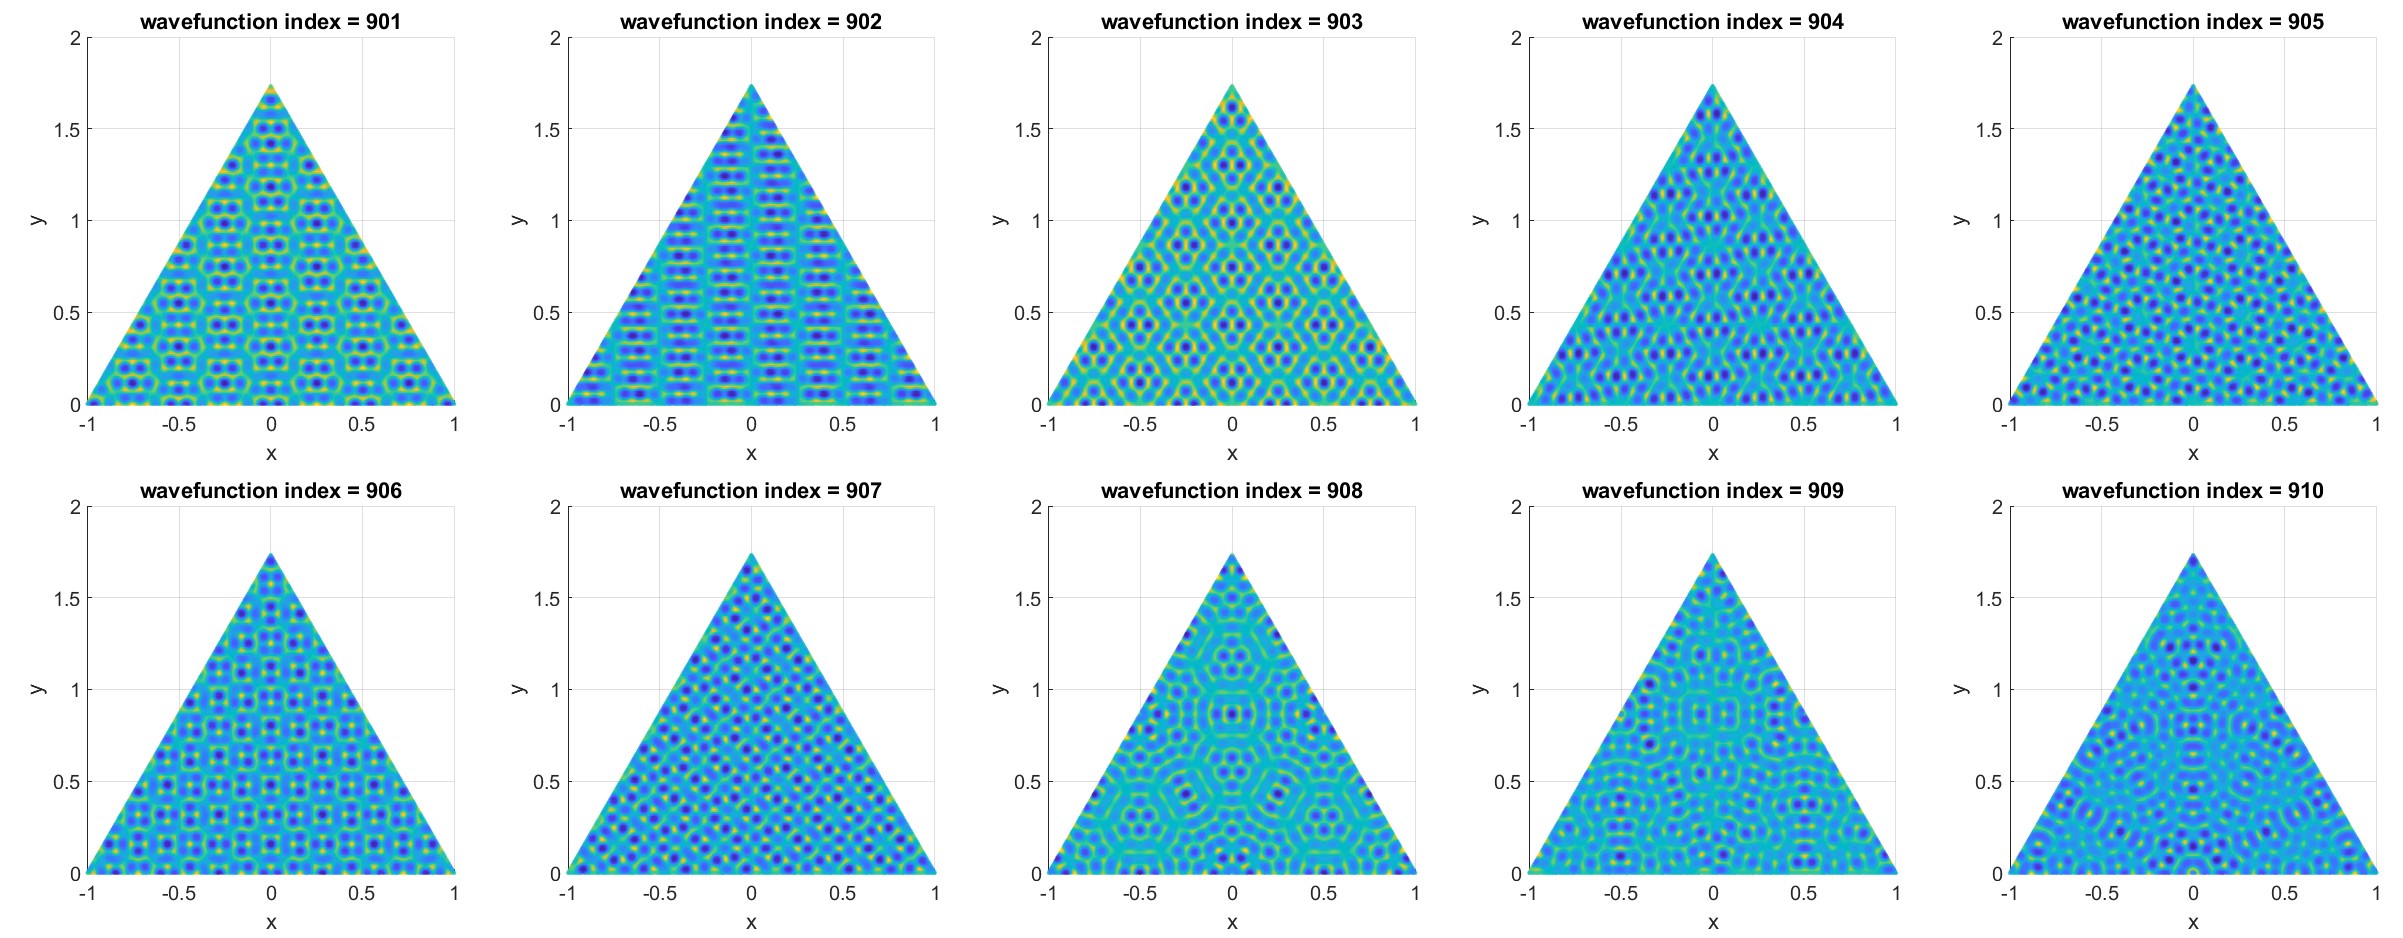 wavefunction index = 901
2
1.5
1
0.5
0
y
-1 -0.5 0 0.5 1
x
wavefunction index = 902
2
1.5
1
0.5
0
y
-1 -0.5 0 0.5 1
x
wavefunction index = 903
2
1.5
1
0.5
0
y
-1 -0.5 0 0.5 1
x
wavefunction index = 904
2
1.5
1
0.5
0
y
-1 -0.5 0 0.5 1
x
wavefunction index = 905
2
1.5
1
0.5
0
y
-1 -0.5 0 0.5 1
x
wavefunction index = 906
2
1.5
1
0.5
0
y
-1 -0.5 0 0.5 1
x
wavefunction index = 907
2
1.5
1
0.5
0
y
-1 -0.5 0 0.5 1
x
wavefunction index = 908
2
1.5
1
0.5
0
y
-1 -0.5 0 0.5 1
x
wavefunction index = 909
2
1.5
1
0.5
0
y
-1 -0.5 0 0.5 1
x
wavefunction index = 910
2
1.5
1
0.5
0
y
-1 -0.5 0 0.5 1
x